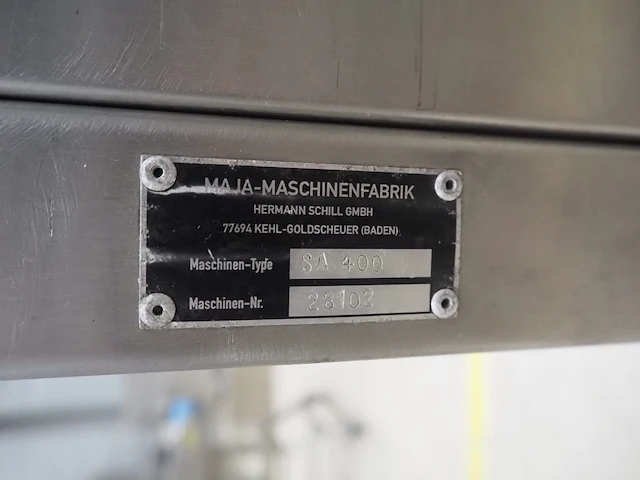 MAJA-MASCHINENFABRIK
HERMANN SCHILL GMBH
77694 KEHL-GOLDSCHEUER (BADEN)
Maschinen-Type SA 400
Maschinen-Nr. 28102